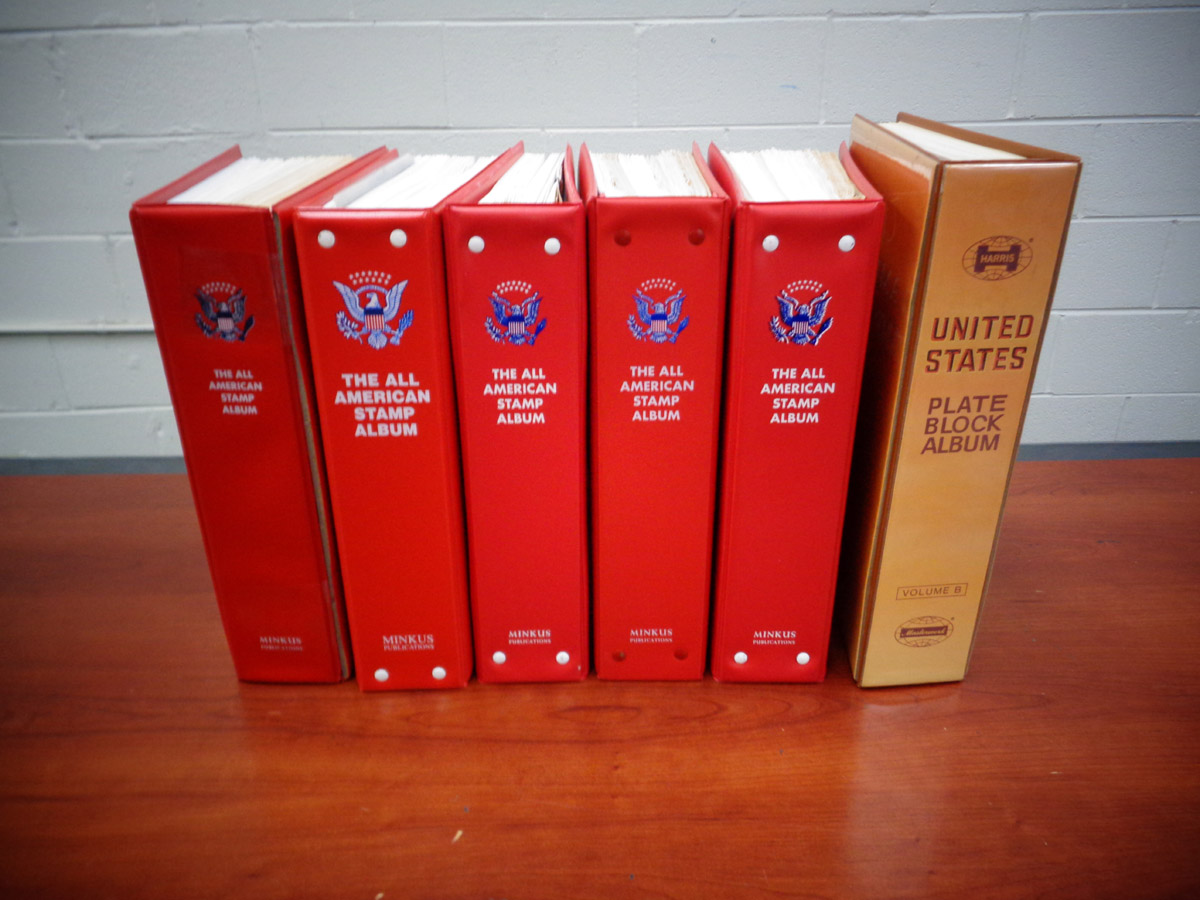 THE ALL
AMERICAN
STAMP
ALBUM
MINKUS
PUBLICATIONS
THE ALL
AMERICAN
STAMP
ALBUM
MINKUS
PUBLICATIONS
THE ALL
AMERICAN
STAMP
ALBUM
MINKUS
PUBLICATIONS
THE ALL
AMERICAN
STAMP
ALBUM
MINKUS
PUBLICATIONS
THE ALL
AMERICAN
STAMP
ALBUM
MINKUS
PUBLICATIONS
HARRIS
UNITED
STATES
PLATE
BLOCK
ALBUM
VOLUME B